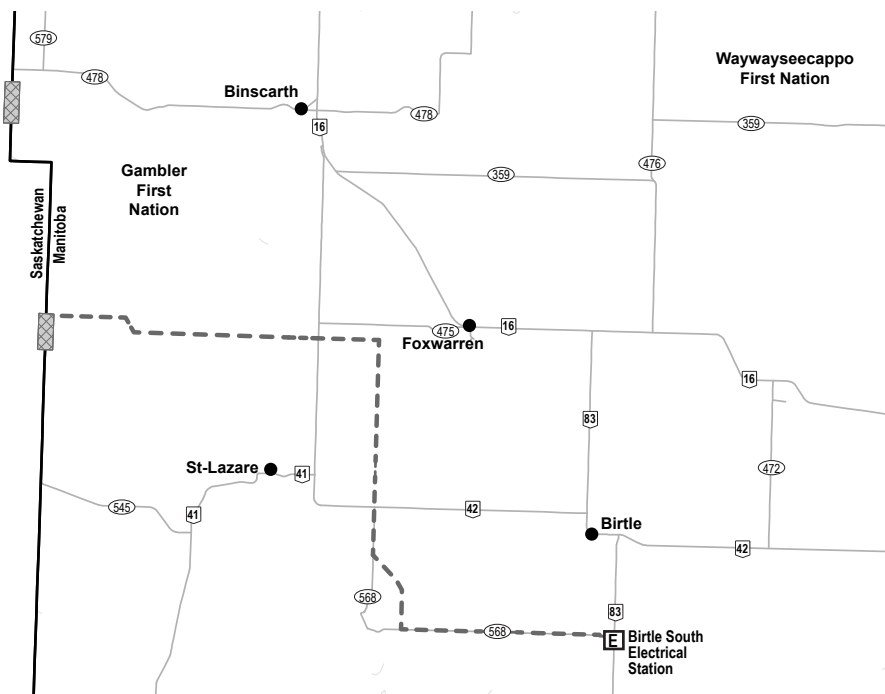 579
478
Binscarth
478
16
Waywayseecappo
First Nation
359
476
359
Gambler
First
Nation
Saskatchewan
Manitoba
475
16
Foxwarren
16
83
St-Lazare
41
472
545
41
42
Birtle
42
568
83
568
E
Birtle South
Electrical
Station